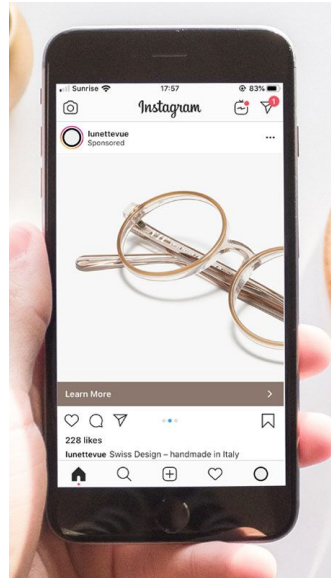 Sunrise 17:57 83%
Instagram
1
lunettevue
Sponsored
Learn More
228 likes
lunettevue Swiss Design – handmade in Italy